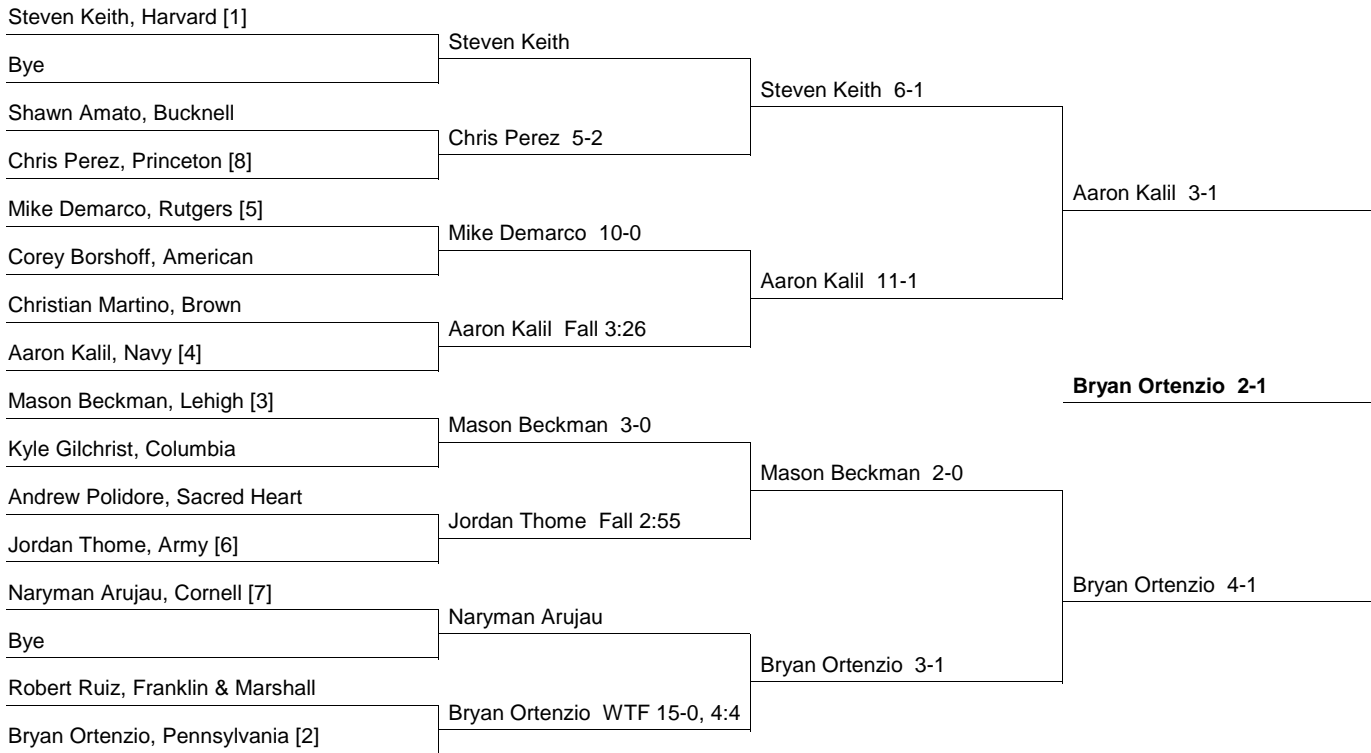 Steven Keith, Harvard [1]
Bye
Shawn Amato, Bucknell
Chris Perez, Princeton [8]
Mike Demarco, Rutgers [5]
Corey Borshoff, American
Christian Martino, Brown
Aaron Kalil, Navy [4]
Mason Beckman, Lehigh [3]
Kyle Gilchrist, Columbia
Andrew Polidore, Sacred Heart
Jordan Thome, Army [6]
Naryman Arujau, Cornell [7]
Bye
Robert Ruiz, Franklin & Marshall
Bryan Ortenzio, Pennsylvania [2]
Steven Keith
Chris Perez 5-2
Mike Demarco 10-0
Aaron Kalil Fall 3:26
Mason Beckman 3-0
Jordan Thome Fall 2:55
Naryman Arujau
Bryan Ortenzio WTF 15-0, 4:4
Steven Keith 6-1
Aaron Kalil 11-1
Mason Beckman 2-0
Bryan Ortenzio 3-1
Aaron Kalil 3-1
Bryan Ortenzio 2-1
Bryan Ortenzio 4-1